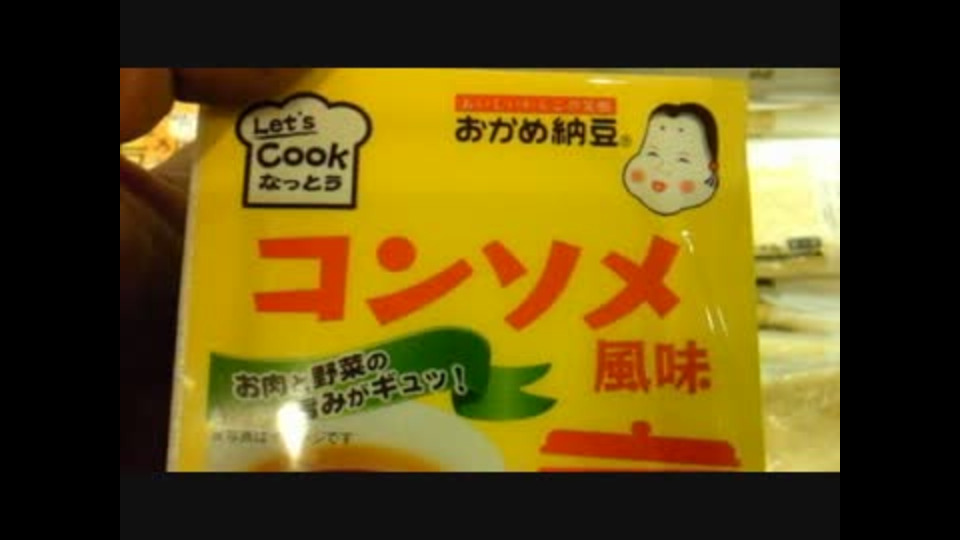 Let's
Cook
なっとう
おかめ納豆
コンソメ
風味
お肉と野菜の
旨みがギュッ!